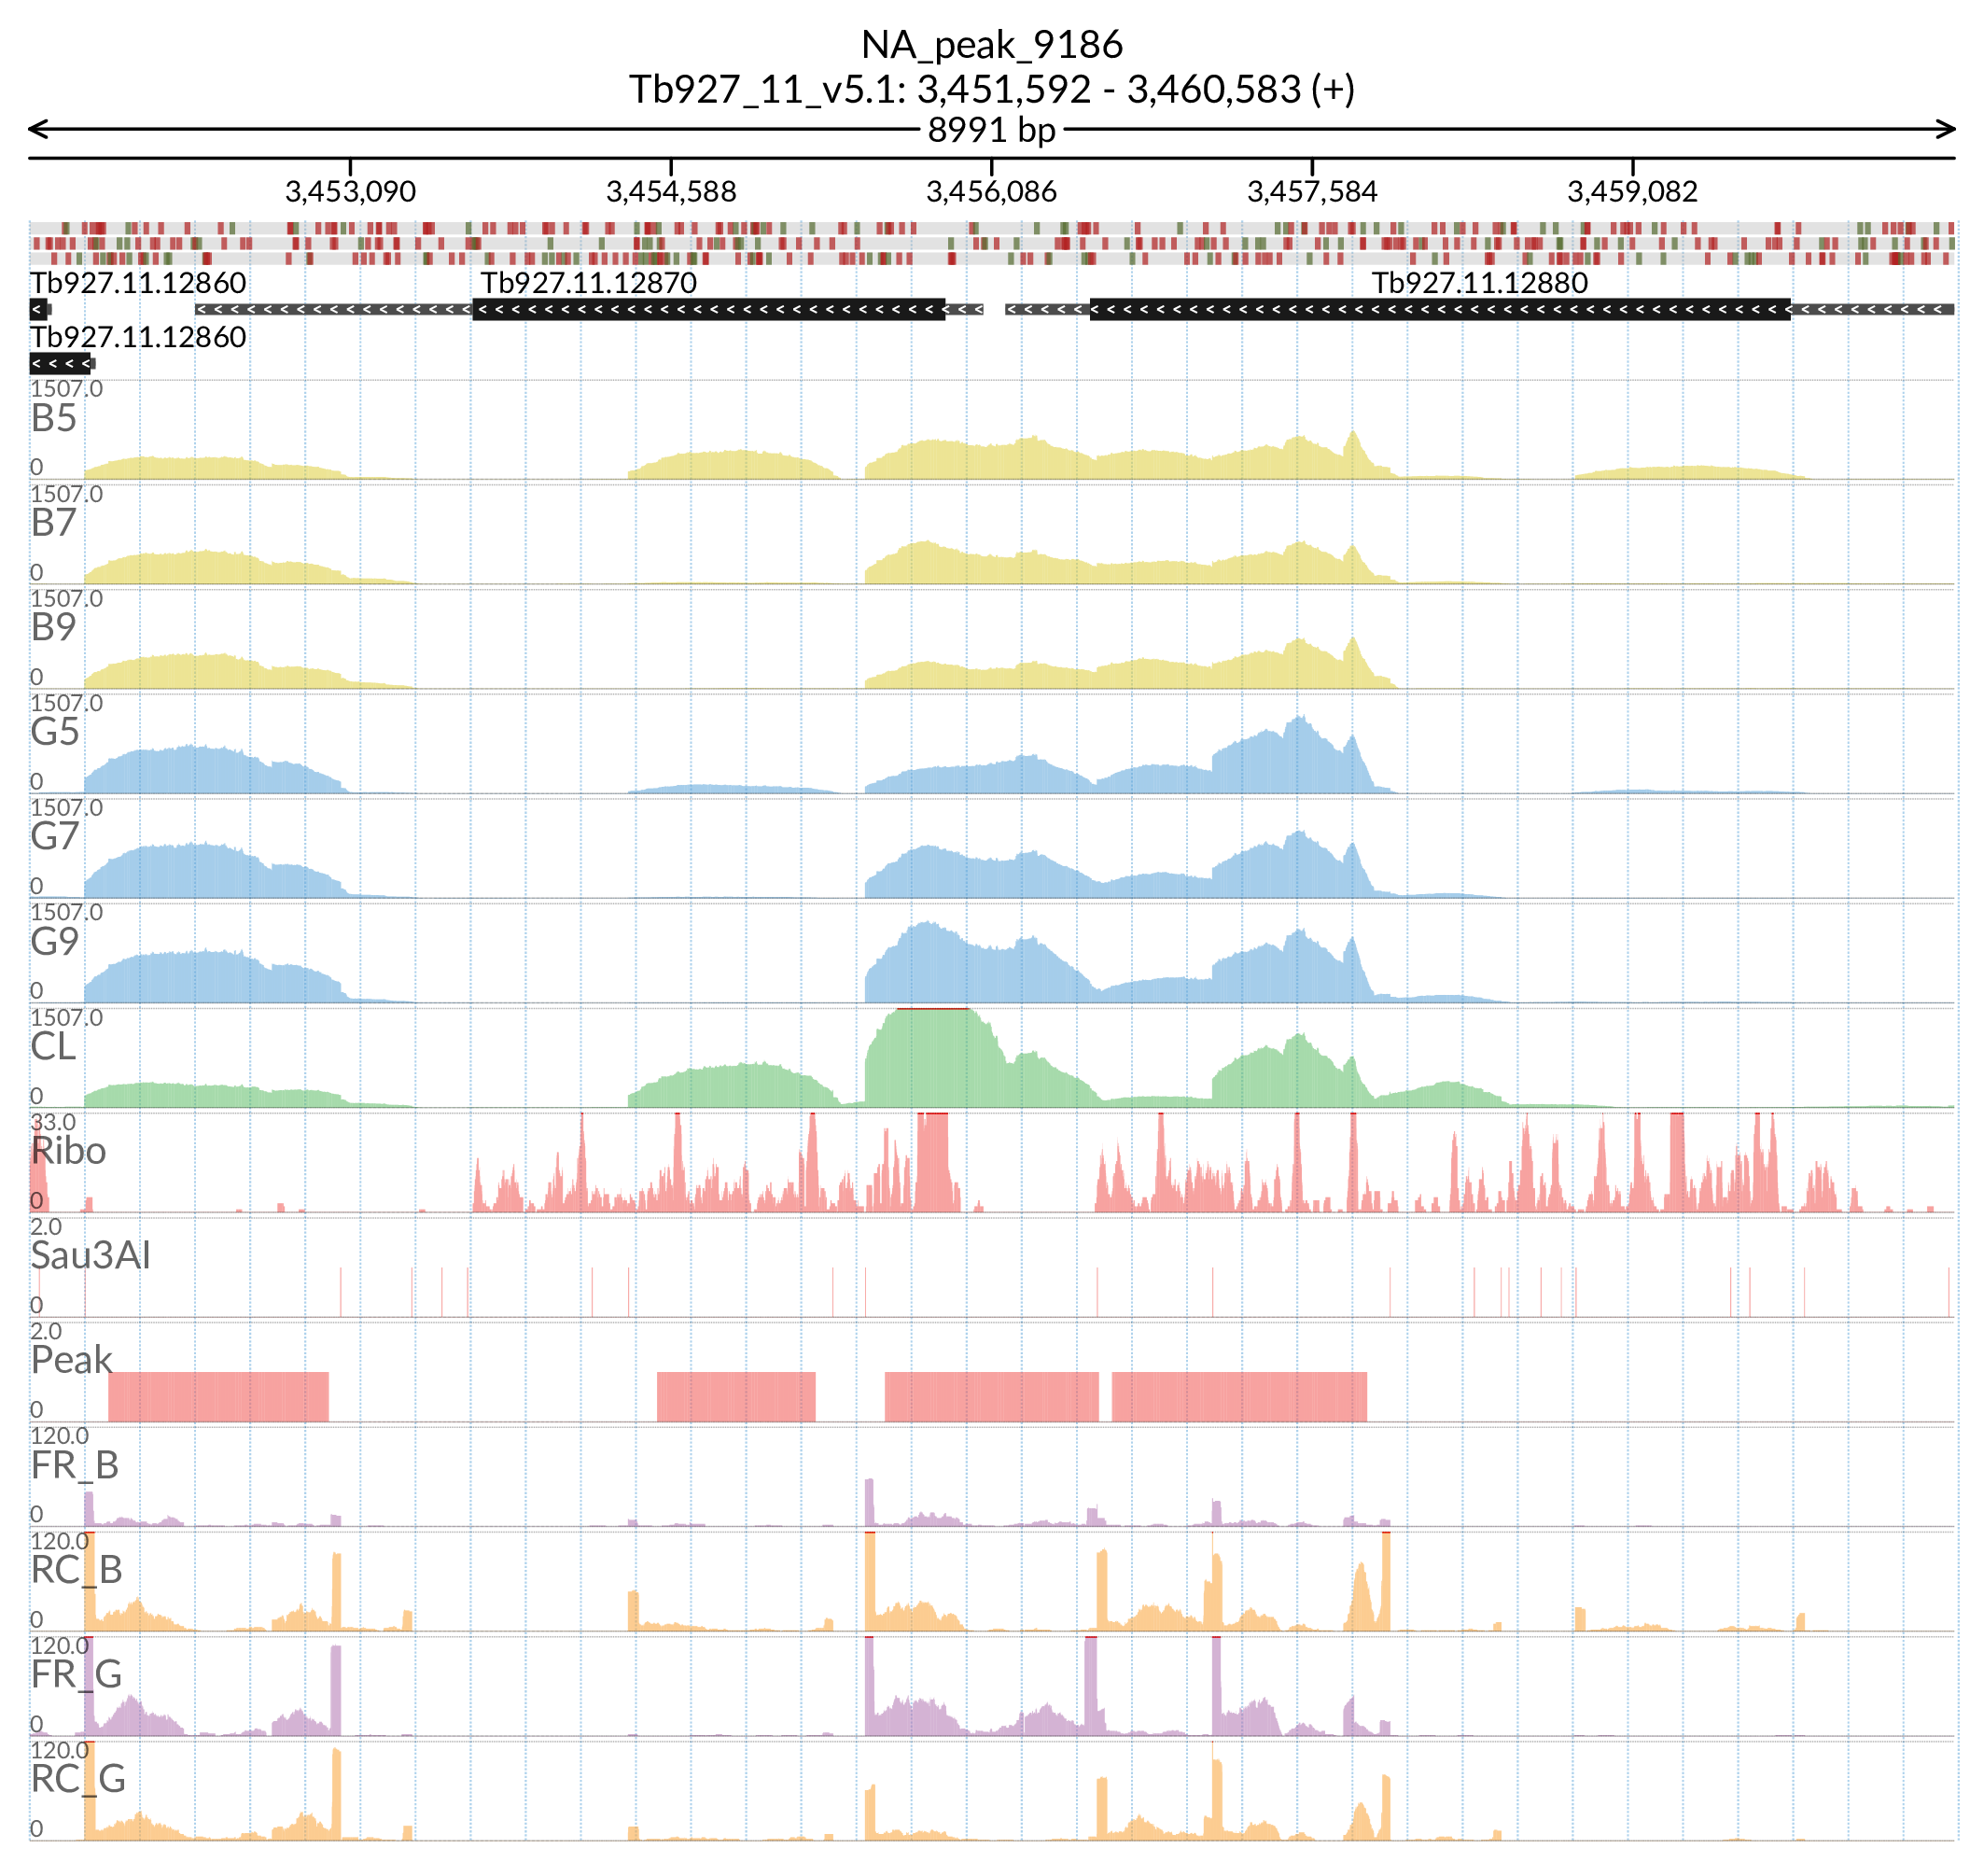 NA_peak_9186
Tb927_11_v5.1: 3,451,592 - 3,460,583 (+)
8991 bp
3,453,090 3,454,588 3,456,086 3,457,584 3,459,082
Tb927.11.12860 Tb927.11.12870 Tb927.11.12880
Tb927.11.12860
1507.0
B5
0
1507.0
B7
0
1507.0
B9
0
1507.0
G5
0
1507.0
G7
0
1507.0
G9
0
1507.0
CL
0
33.0
Ribo
0
2.0
Sau3AI
0
2.0
Peak
0
120.0
FR_B
0
120.0
RC_B
0
120.0
FR_G
0
120.0
RC_G
0